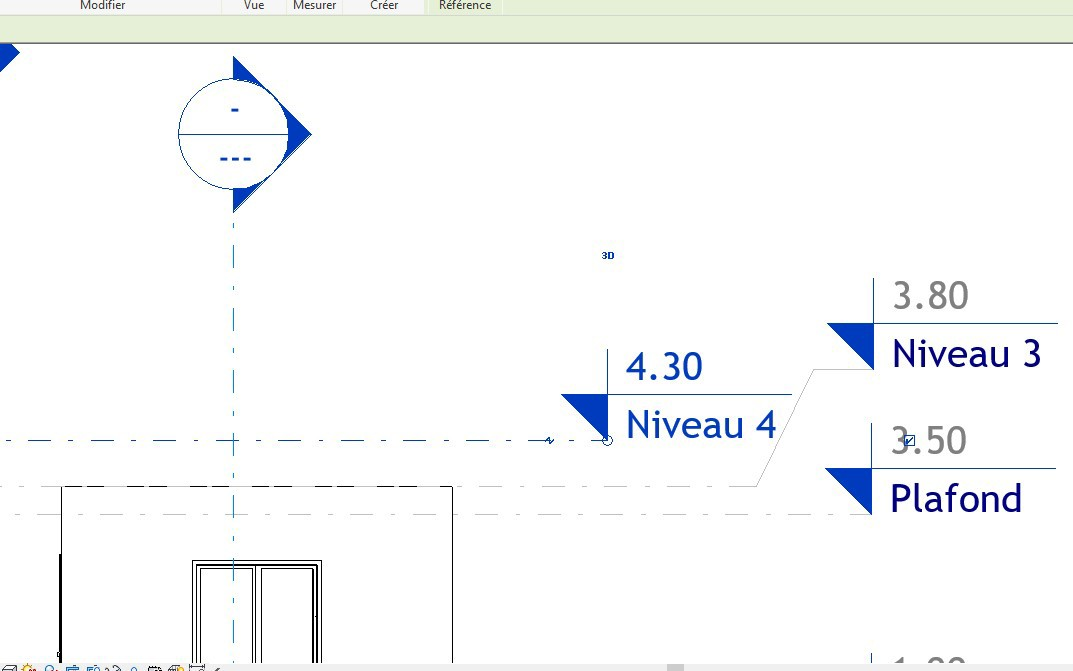 Modifier Vue Mesurer Créer Référence
-
---
3D
3.80
Niveau 3
4.30
Niveau 4
3.50
Plafond